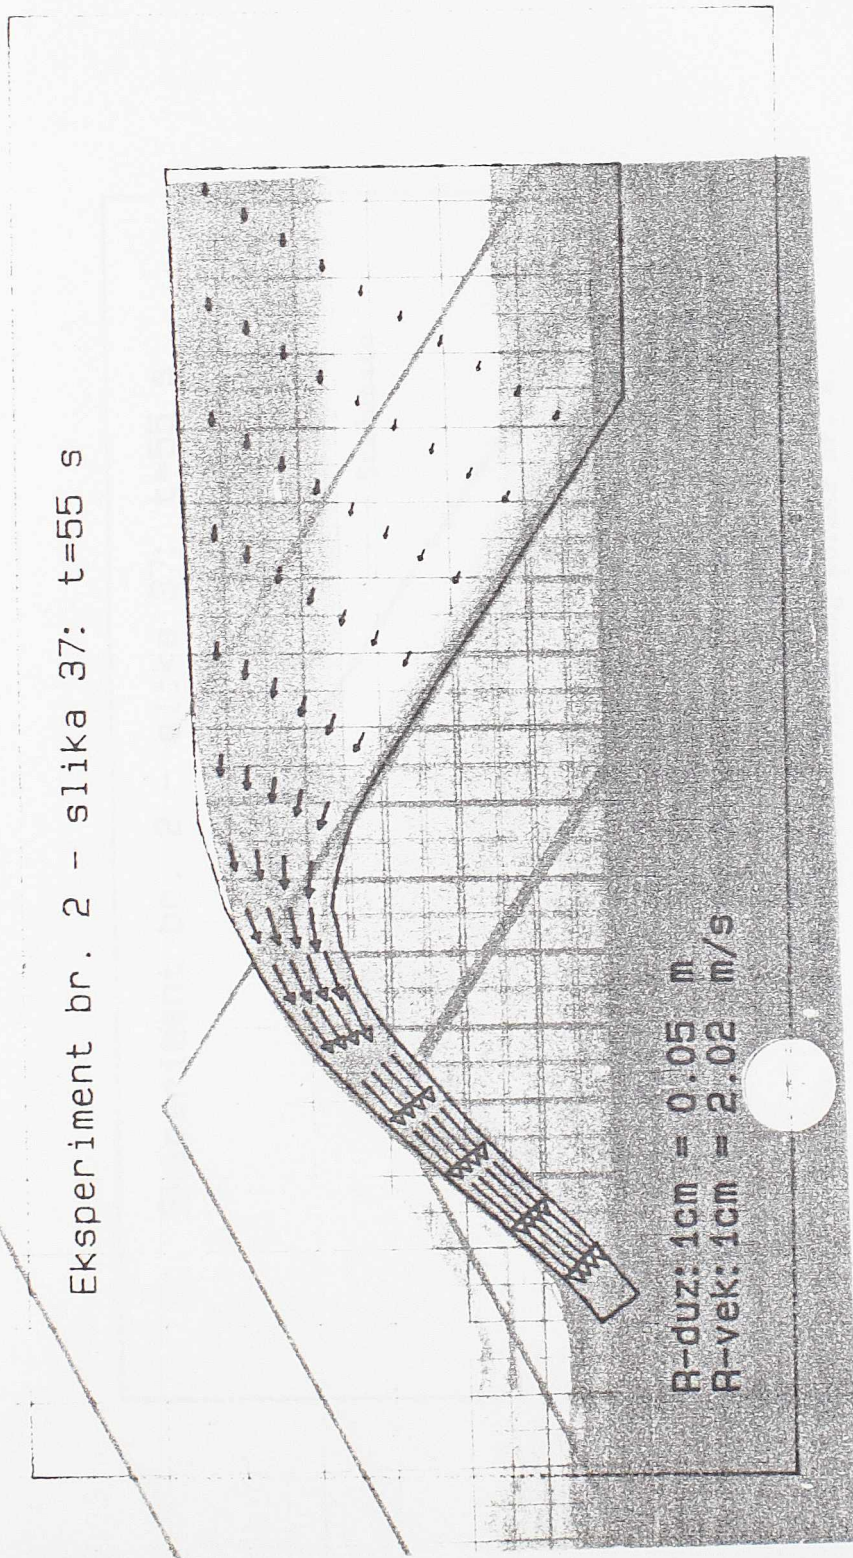 Eksperiment br. 2 - slika 37: t=55 s
R-duz: 1cm = 0.05 m
R-vek: 1cm = 2.02 m/s